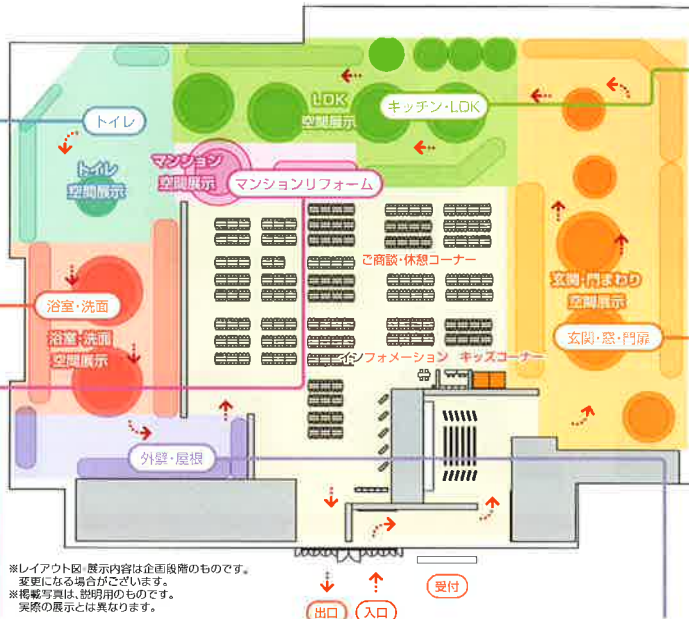 トイレ
トイレ
空間展示
LDK
空間展示
キッチン・LDK
マンション
空間展示
マンションリフォーム
ご商談・休憩コーナー
玄関・門まわり
空間展示
玄関・窓・門扉
浴室・洗面
浴室・洗面
空間展示
インフォメーション キッズコーナー
外壁・屋根
※レイアウト図・展示内容は企画段階のものです。
変更になる場合がございます。
※掲載写真は、説明用のものです。
実際の展示とは異なります。
出口
入口
受付